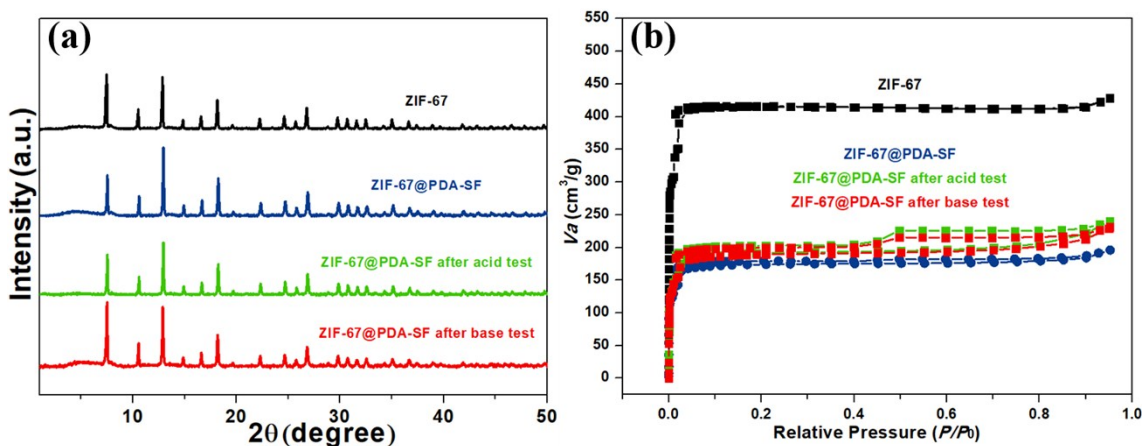 (a)
Intensity (a.u.)
ZIF-67
ZIF-67@PDA-SF
ZIF-67@PDA-SF after acid test
ZIF-67@PDA-SF after base test
10 20 30 40 50
2θ (degree)
(b)
Va (cm³/g)
550
500
450
400
350
300
250
200
150
100
50
0
ZIF-67
ZIF-67@PDA-SF
ZIF-67@PDA-SF after acid test
ZIF-67@PDA-SF after base test
0.0 0.2 0.4 0.6 0.8 1.0
Relative Pressure (P/P₀)